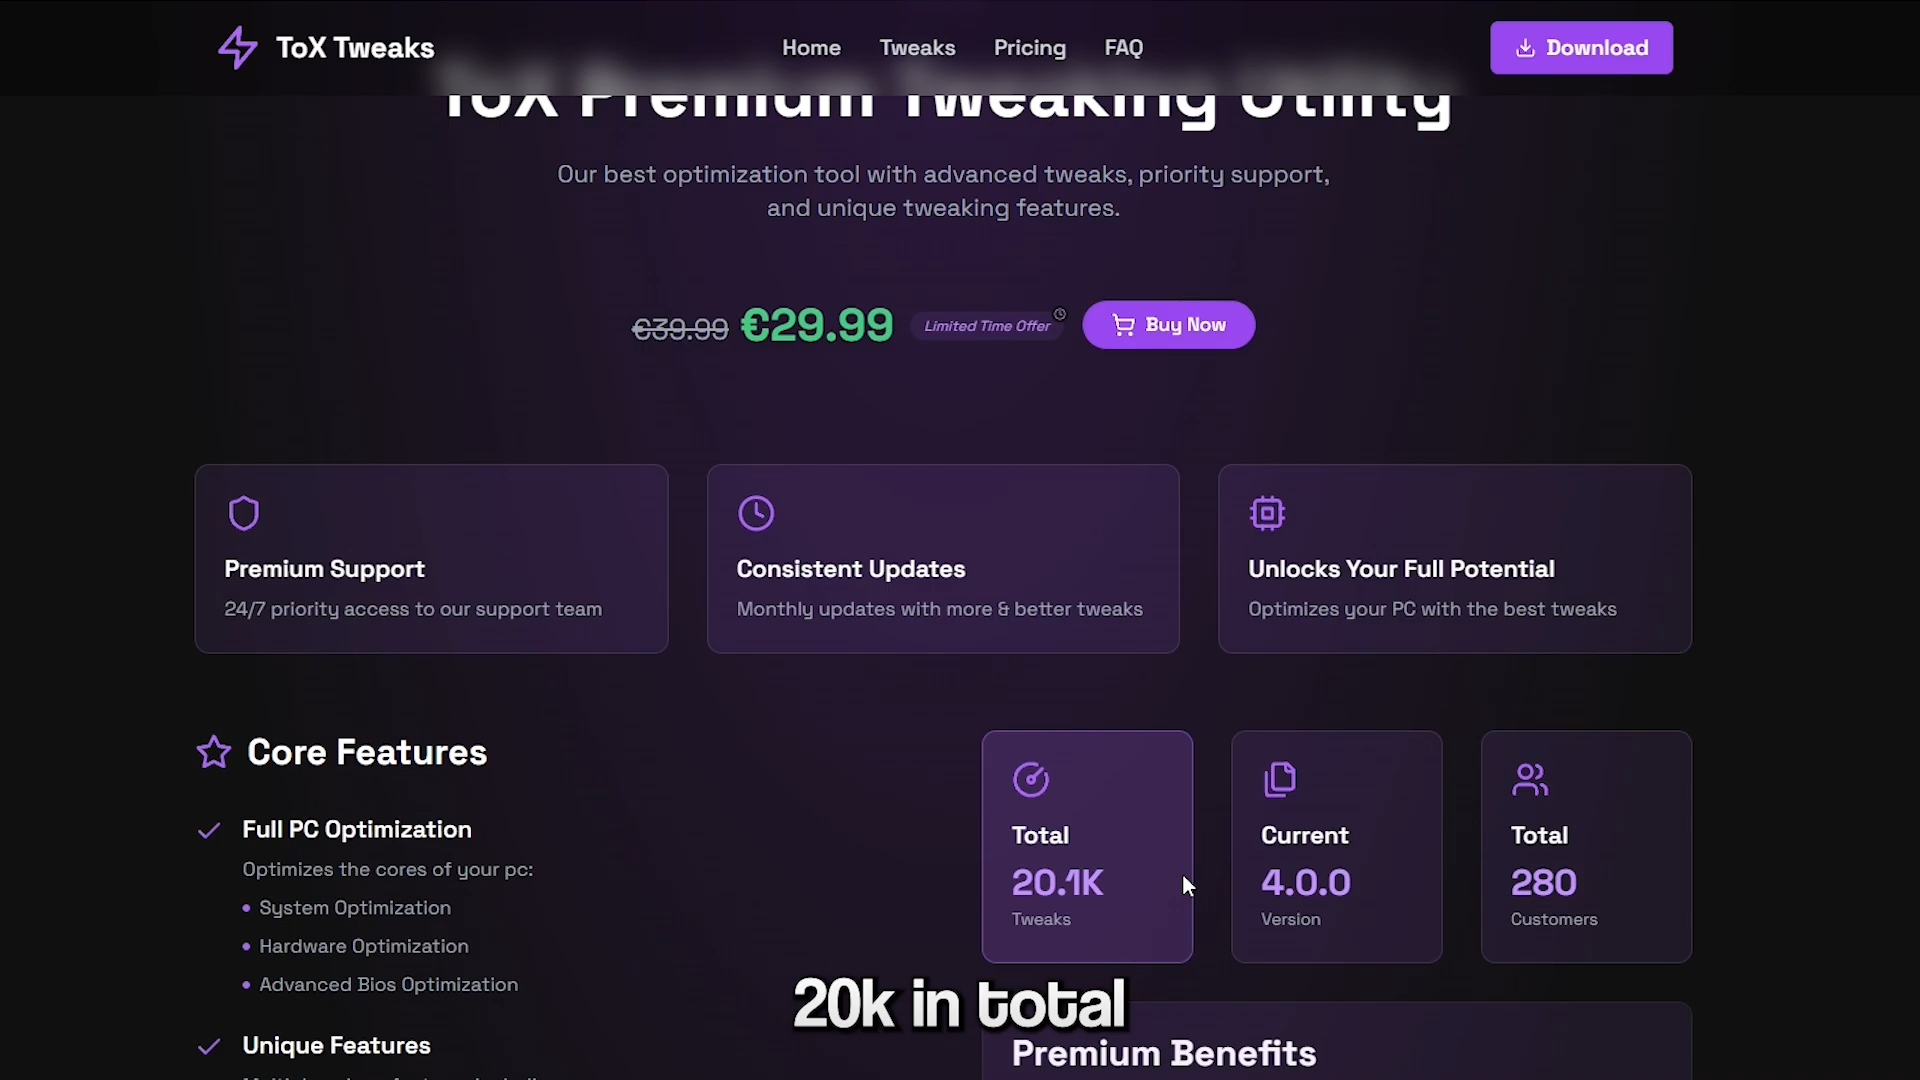 ToX Tweaks
Home
Tweaks
Pricing
FAQ
Download
ToX Premium Tweaking Utility
Our best optimization tool with advanced tweaks, priority support,
and unique tweaking features.
€39.99
€29.99
Limited Time Offer
Buy Now
Premium Support
24/7 priority access to our support team
Consistent Updates
Monthly updates with more & better tweaks
Unlocks Your Full Potential
Optimizes your PC with the best tweaks
Core Features
Full PC Optimization
Optimizes the cores of your pc:
System Optimization
Hardware Optimization
Advanced Bios Optimization
Unique Features
Total
20.1K
Tweaks
Current
4.0.0
Version
Total
280
Customers
20k in total
Premium Benefits